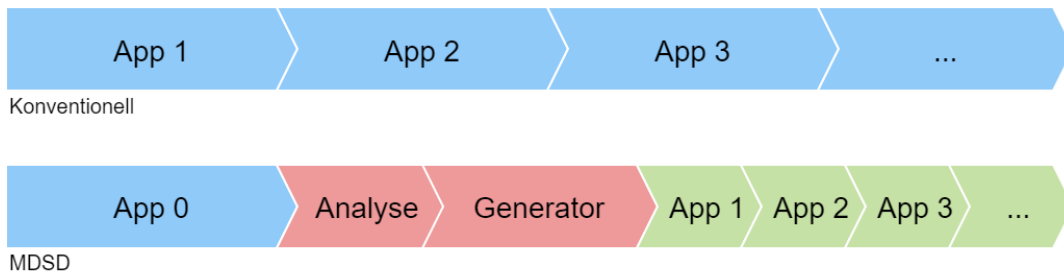 App 1 App 2 App 3 ...
Konventionell
App 0 Analyse Generator App 1 App 2 App 3 ...
MDSD